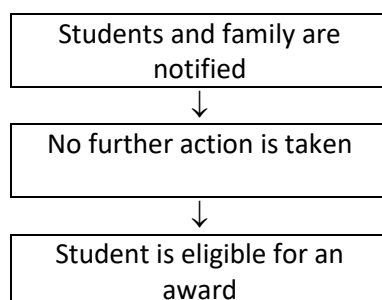 Students and family are
notified
↓
No further action is taken
↓
Student is eligible for an
award